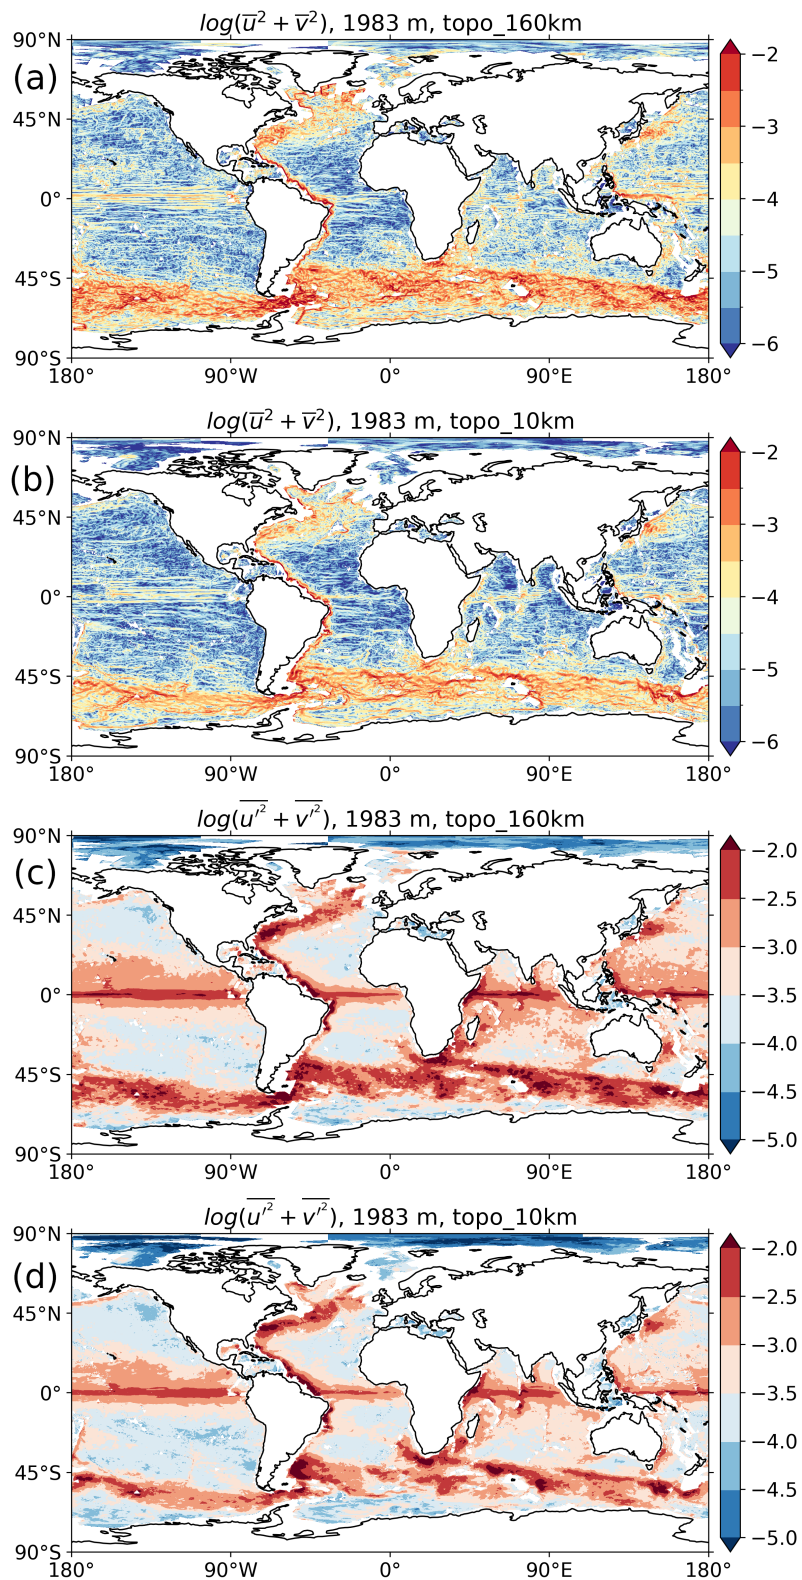 log(u̅² + v̅²), 1983 m, topo_160km
(a)
90°N
45°N
0°
45°S
90°S
180° 90°W 0° 90°E 180°
−2
−3
−4
−5
−6
log(u̅² + v̅²), 1983 m, topo_10km
(b)
90°N
45°N
0°
45°S
90°S
180° 90°W 0° 90°E 180°
−2
−3
−4
−5
−6
log(\overline{u′²} + \overline{v′²}), 1983 m, topo_160km
(c)
90°N
45°N
0°
45°S
90°S
180° 90°W 0° 90°E 180°
−2.0
−2.5
−3.0
−3.5
−4.0
−4.5
−5.0
log(\overline{u′²} + \overline{v′²}), 1983 m, topo_10km
(d)
90°N
45°N
0°
45°S
90°S
180° 90°W 0° 90°E 180°
−2.0
−2.5
−3.0
−3.5
−4.0
−4.5
−5.0